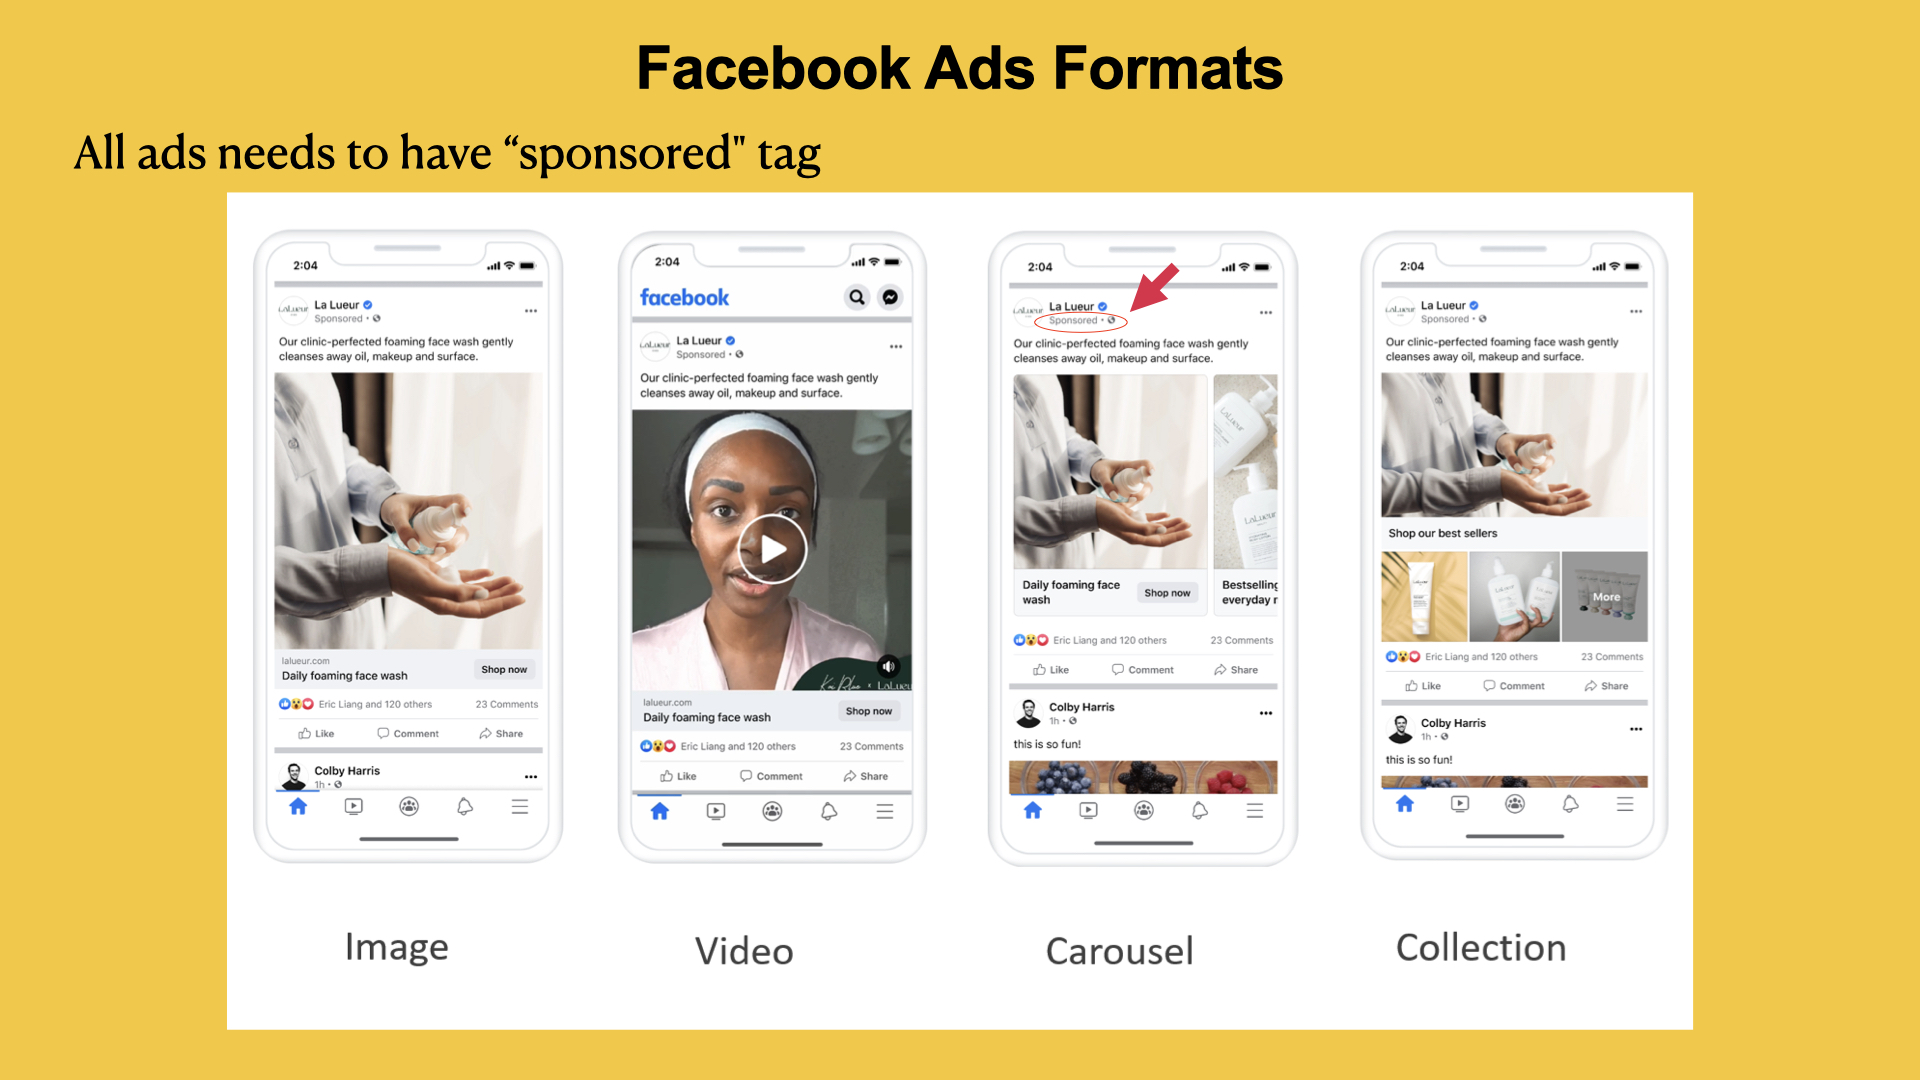 Facebook Ads Formats
All ads needs to have “sponsored" tag
2:04
La Lueur
Sponsored
Our clinic-perfected foaming face wash gently
cleanses away oil, makeup and surface.
lalueur.com
Daily foaming face wash
Shop now
Eric Liang and 120 others
23 Comments
Like
Comment
Share
Colby Harris
1h
Image
2:04
facebook
LaLueur
La Lueur
Sponsored
Our clinic-perfected foaming face wash gently
cleanses away oil, makeup and surface.
LaLueu
lalueur.com
Daily foaming face wash
Shop now
Eric Liang and 120 others
23 Comments
Like
Comment
Share
Video
2:04
LaLueur
La Lueur
Sponsored
Our clinic-perfected foaming face wash gently
cleanses away oil, makeup and surface.
LaLueur
LaLueur
Daily foaming face
wash
Shop now
Bestselling
everyday r
Eric Liang and 120 others
23 Comments
Like
Comment
Share
Colby Harris
1h
this is so fun!
Carousel
2:04
LaLueur
La Lueur
Sponsored
Our clinic-perfected foaming face wash gently
cleanses away oil, makeup and surface.
Shop our best sellers
More
Eric Liang and 120 others
23 Comments
Like
Comment
Share
Colby Harris
1h
this is so fun!
Collection